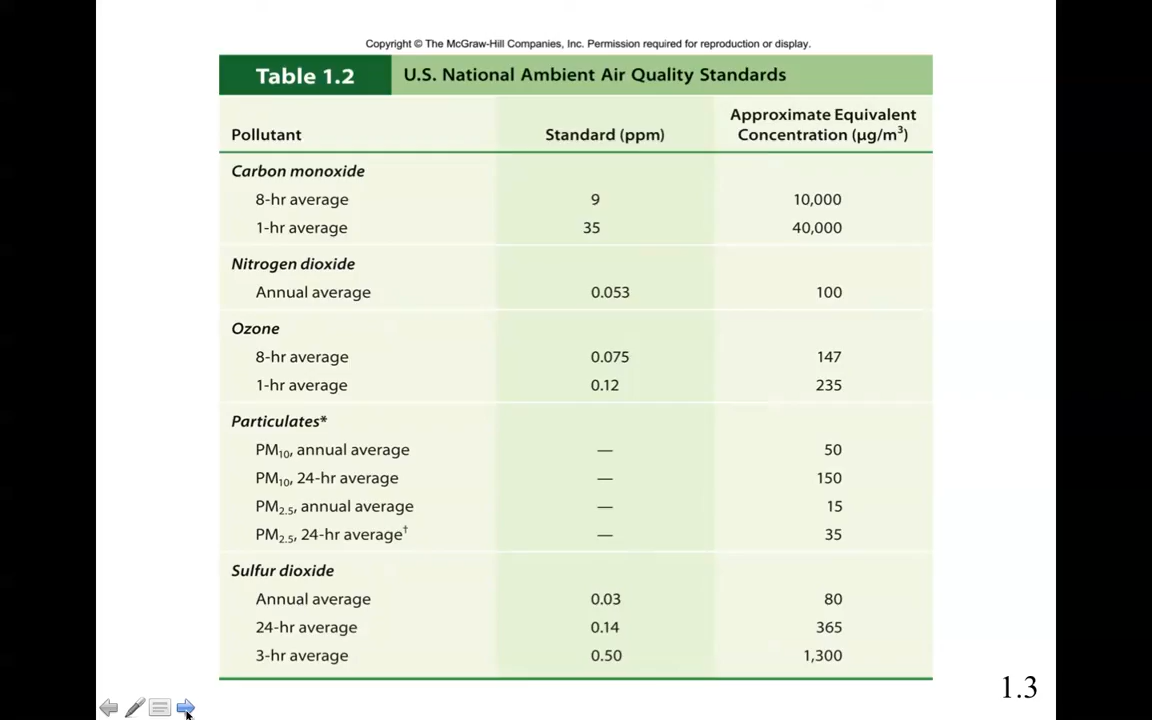 Copyright © The McGraw-Hill Companies, Inc. Permission required for reproduction or display.
Table 1.2 U.S. National Ambient Air Quality Standards
Pollutant Standard (ppm) Approximate Equivalent Concentration (µg/m³)
Carbon monoxide
8-hr average 9 10,000
1-hr average 35 40,000
Nitrogen dioxide
Annual average 0.053 100
Ozone
8-hr average 0.075 147
1-hr average 0.12 235
Particulates*
PM₁₀, annual average — 50
PM₁₀, 24-hr average — 150
PM₂.₅, annual average — 15
PM₂.₅, 24-hr average† — 35
Sulfur dioxide
Annual average 0.03 80
24-hr average 0.14 365
3-hr average 0.50 1,300
1.3